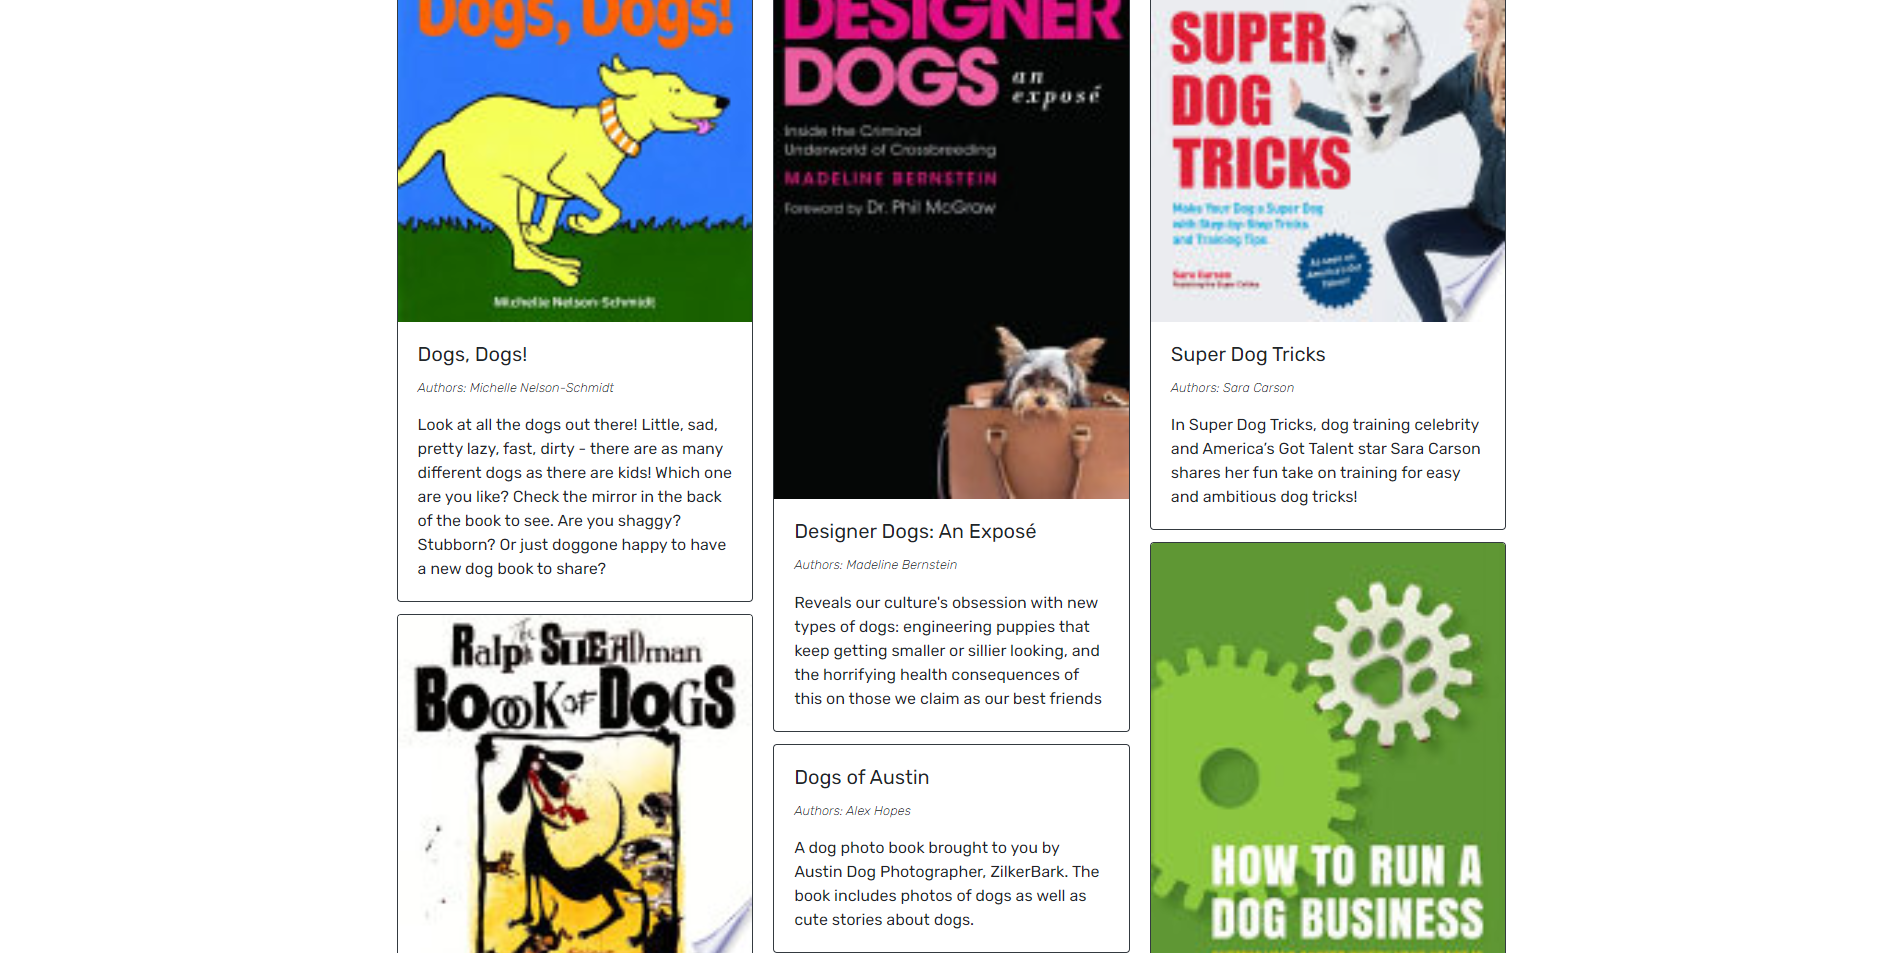 Dogs, Dogs!
Michelle Nelson-Schmidt
Dogs, Dogs!
Authors: Michelle Nelson-Schmidt
Look at all the dogs out there! Little, sad,
pretty lazy, fast, dirty - there are as many
different dogs as there are kids! Which one
are you like? Check the mirror in the back
of the book to see. Are you shaggy?
Stubborn? Or just doggone happy to have
a new dog book to share?
The
Ralph STEADman
BOOK OF DOGS
DESIGNER
DOGS
an
exposé
Inside the Criminal
Underworld of Crossbreeding
MADELINE BERNSTEIN
Foreword by Dr. Phil McGraw
Designer Dogs: An Exposé
Authors: Madeline Bernstein
Reveals our culture's obsession with new
types of dogs: engineering puppies that
keep getting smaller or sillier looking, and
the horrifying health consequences of
this on those we claim as our best friends
Dogs of Austin
Authors: Alex Hopes
A dog photo book brought to you by
Austin Dog Photographer, ZilkerBark. The
book includes photos of dogs as well as
cute stories about dogs.
SUPER
DOG
TRICKS
Make Your Dog a Super Dog
with Step-by-Step Tricks
and Training Tips
As seen on
America's Got
Talent!
Sara Carson
Super Dog Tricks
Authors: Sara Carson
In Super Dog Tricks, dog training celebrity
and America's Got Talent star Sara Carson
shares her fun take on training for easy
and ambitious dog tricks!
HOW TO RUN A
DOG BUSINESS